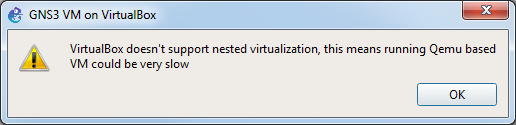 GNS3 VM on VirtualBox
VirtualBox doesn't support nested virtualization, this means running Qemu based
VM could be very slow
OK